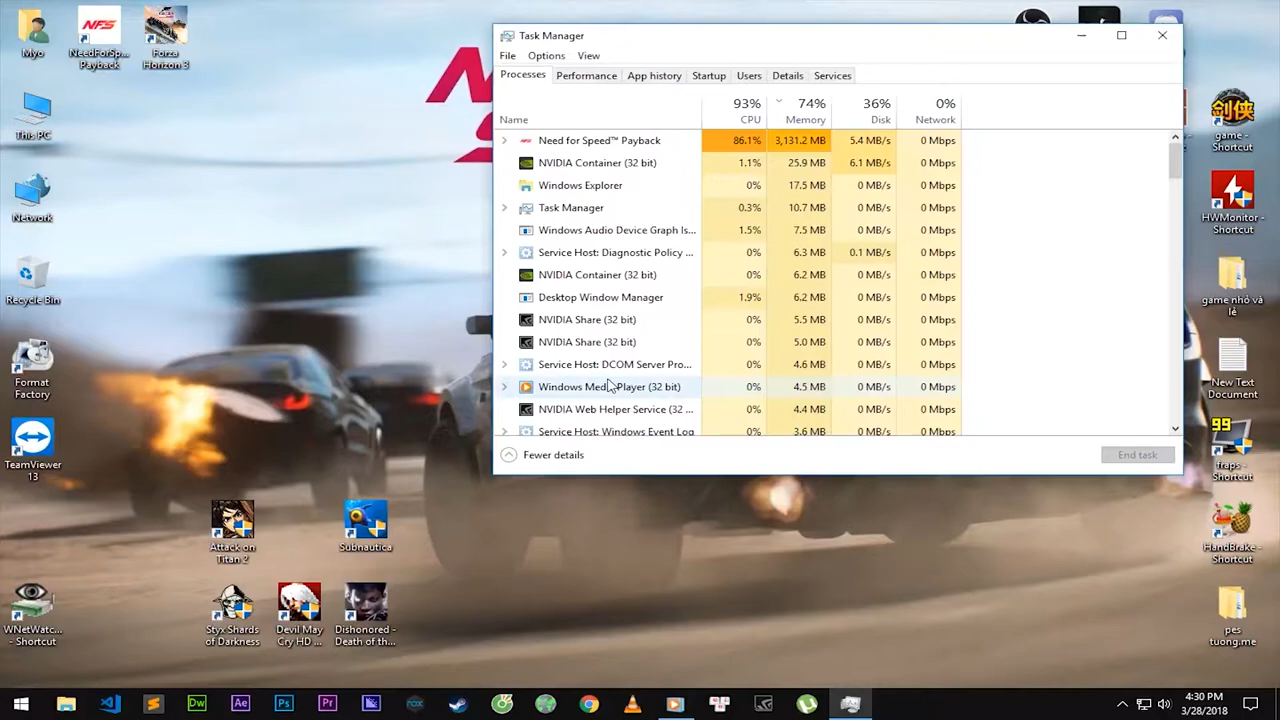 Myo
NFS
NeedForSp...
Payback
Forza
Horizon 3
This PC
Network
Recycle Bin
Format
Factory
TeamViewer
13
WNetWatc...
- Shortcut
Attack on
Titan 2
Subnautica
Styx Shards
of Darkness
Devil May
Cry HD ...
Dishonored -
Death of th...
Task Manager
File Options View
Processes Performance App history Startup Users Details Services
93% 74% 36% 0%
Name CPU Memory Disk Network
Need for Speed™ Payback 86.1% 3,131.2 MB 5.4 MB/s 0 Mbps
NVIDIA Container (32 bit) 1.1% 25.9 MB 6.1 MB/s 0 Mbps
Windows Explorer 0% 17.5 MB 0 MB/s 0 Mbps
Task Manager 0.3% 10.7 MB 0 MB/s 0 Mbps
Windows Audio Device Graph Is... 1.5% 7.5 MB 0 MB/s 0 Mbps
Service Host: Diagnostic Policy ... 0% 6.3 MB 0.1 MB/s 0 Mbps
NVIDIA Container (32 bit) 0% 6.2 MB 0 MB/s 0 Mbps
Desktop Window Manager 1.9% 6.2 MB 0 MB/s 0 Mbps
NVIDIA Share (32 bit) 0% 5.5 MB 0 MB/s 0 Mbps
NVIDIA Share (32 bit) 0% 5.0 MB 0 MB/s 0 Mbps
Service Host: DCOM Server Pro... 0% 4.6 MB 0 MB/s 0 Mbps
Windows Media Player (32 bit) 0% 4.5 MB 0 MB/s 0 Mbps
NVIDIA Web Helper Service (32 ... 0% 4.4 MB 0 MB/s 0 Mbps
Service Host: Windows Event Log 0% 3.6 MB 0 MB/s 0 Mbps
Fewer details End task
game -
Shortcut
HWMonitor -
Shortcut
game nhỏ và
lẻ
New Text
Document
99
fraps -
Shortcut
HandBrake -
Shortcut
pes
tuong.me
Dw Ae Ps Pr nox
4:30 PM
3/28/2018